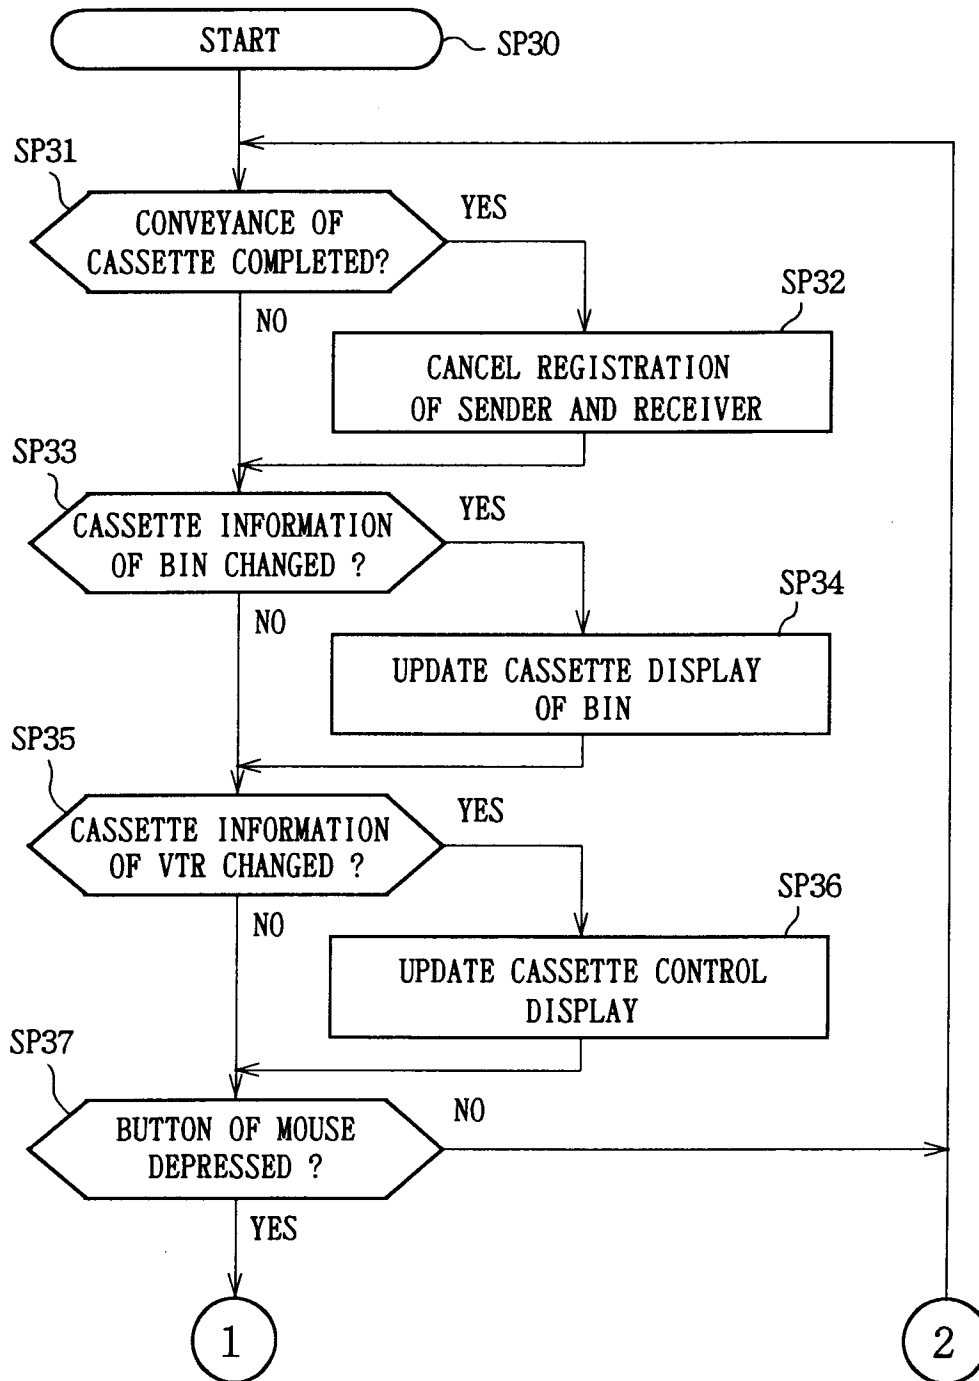 START
SP30
SP31
CONVEYANCE OF
CASSETTE COMPLETED?
YES
NO
SP32
CANCEL REGISTRATION
OF SENDER AND RECEIVER
SP33
CASSETTE INFORMATION
OF BIN CHANGED ?
YES
NO
SP34
UPDATE CASSETTE DISPLAY
OF BIN
SP35
CASSETTE INFORMATION
OF VTR CHANGED ?
YES
NO
SP36
UPDATE CASSETTE CONTROL
DISPLAY
SP37
BUTTON OF MOUSE
DEPRESSED ?
NO
YES
1
2